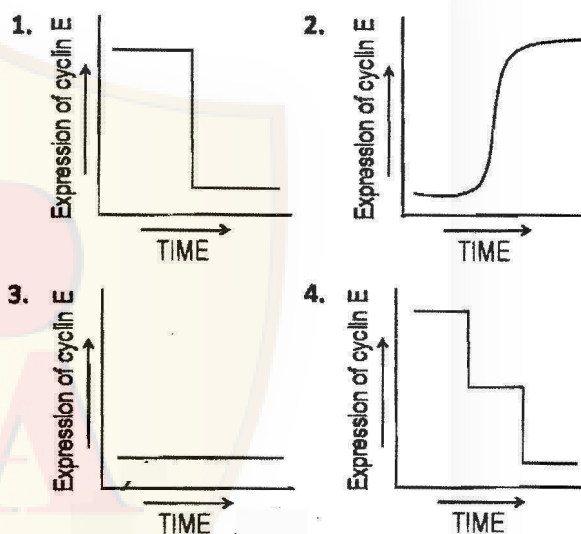 1.
Expression of cyclin E
TIME
2.
Expression of cyclin E
TIME
3.
Expression of cyclin E
TIME
4.
Expression of cyclin E
TIME